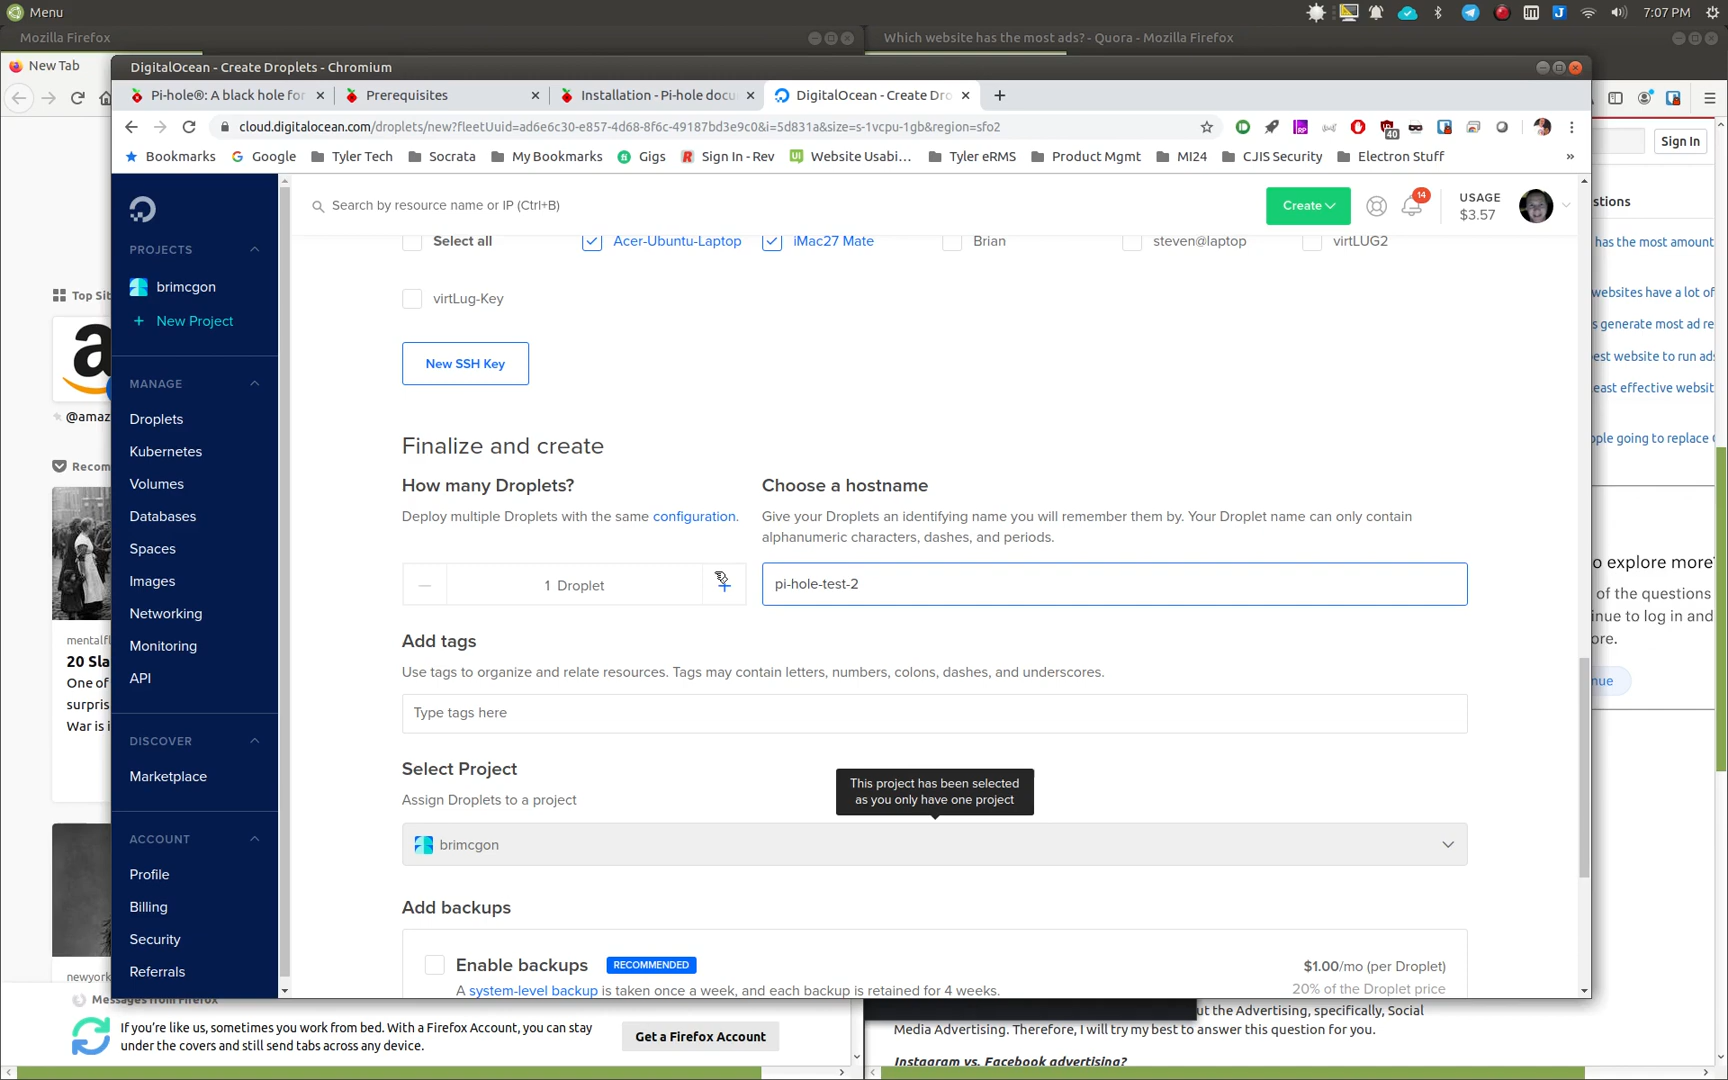 Menu
7:07 PM
Mozilla Firefox
Which website has the most ads? - Quora - Mozilla Firefox
New Tab
DigitalOcean - Create Droplets - Chromium
Pi-hole®: A black hole for
Prerequisites
Installation - Pi-hole docu
DigitalOcean - Create Dro
cloud.digitalocean.com/droplets/new?fleetUuid=ad6e6c30-e857-4d68-8f6c-49187bd3e9c0&i=5d831a&size=s-1vcpu-1gb&region=sfo2
40
Bookmarks
Google
Tyler Tech
Socrata
My Bookmarks
Gigs
Sign In - Rev
Website Usabi...
Tyler eRMS
Product Mgmt
MI24
CJIS Security
Electron Stuff
»
Sign In
Search by resource name or IP (Ctrl+B)
Create
14
USAGE
$3.57
PROJECTS
brimcgon
+ New Project
MANAGE
Droplets
Kubernetes
Volumes
Databases
Spaces
Images
Networking
Monitoring
API
DISCOVER
Marketplace
ACCOUNT
Profile
Billing
Security
Referrals
Select all
Acer-Ubuntu-Laptop
iMac27 Mate
Brian
steven@laptop
virtLUG2
virtLug-Key
New SSH Key
Finalize and create
How many Droplets?
Deploy multiple Droplets with the same configuration.
1 Droplet
Choose a hostname
Give your Droplets an identifying name you will remember them by. Your Droplet name can only contain
alphanumeric characters, dashes, and periods.
pi-hole-test-2
Add tags
Use tags to organize and relate resources. Tags may contain letters, numbers, colons, dashes, and underscores.
Type tags here
Select Project
Assign Droplets to a project
This project has been selected
as you only have one project
brimcgon
Add backups
Enable backups
RECOMMENDED
$1.00/mo (per Droplet)
A system-level backup is taken once a week, and each backup is retained for 4 weeks.
20% of the Droplet price
Top Sit
a
@amaz
Recom
mentalfl
20 Sla
One of
surpris
War is i
newyork
Messages from Firefox
If you're like us, sometimes you work from bed. With a Firefox Account, you can stay
under the covers and still send tabs across any device.
Get a Firefox Account
stions
has the most amount
websites have a lot of
s generate most ad re
est website to run ads
east effective websit
ople going to replace
o explore more?
of the questions
inue to log in and
ore.
nue
ut the Advertising, specifically, Social
Media Advertising. Therefore, I will try my best to answer this question for you.
Instagram vs. Facebook advertising?